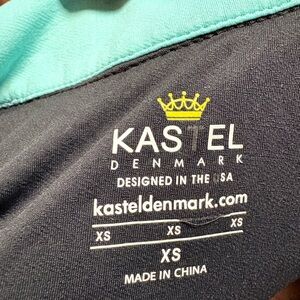 KASTEL
DENMARK
DESIGNED IN THE USA
kasteldenmark.com
XS XS XS
XS
MADE IN CHINA